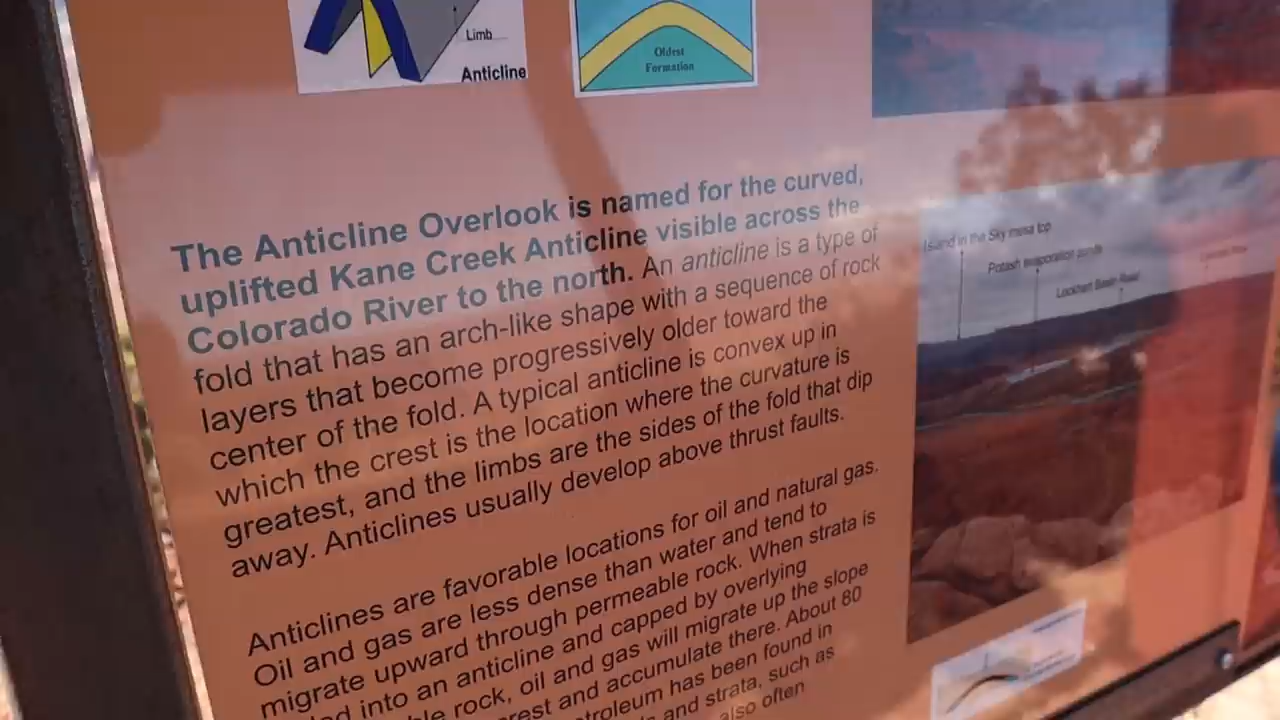 Limb
Anticline
Oldest
Formation
The Anticline Overlook is named for the curved,
uplifted Kane Creek Anticline visible across the
Colorado River to the north. An anticline is a type of
fold that has an arch-like shape with a sequence of rock
layers that become progressively older toward the
center of the fold. A typical anticline is convex up in
which the crest is the location where the curvature is
greatest, and the limbs are the sides of the fold that dip
away. Anticlines usually develop above thrust faults.
Anticlines are favorable locations for oil and natural gas.
Oil and gas are less dense than water and tend to
migrate upward through permeable rock. When strata is
into an anticline and capped by overlying
rock, oil and gas will migrate up the slope
and accumulate there. About 80
has been found in
and strata, such as
also often
Island in the Sky mesa top
Potash evaporation ponds
Lockhart Basin Road